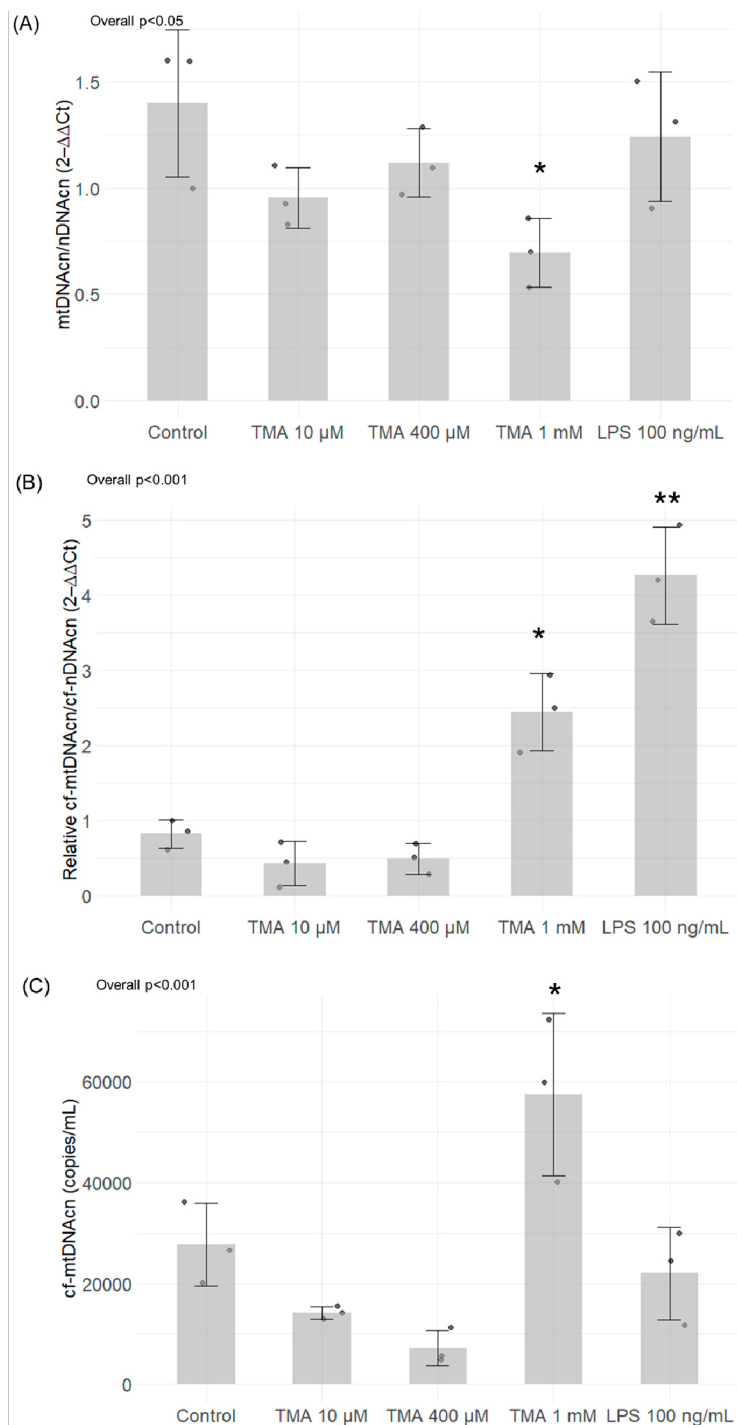 (A)
Overall p<0.05
mtDNAcn/nDNAcn (2−ΔΔCt)
1.5
1.0
0.5
*
0.0
Control TMA 10 µM TMA 400 µM TMA 1 mM LPS 100 ng/mL
(B)
Overall p<0.001
Relative cf-mtDNAcn/cf-nDNAcn (2−ΔΔCt)
**
5
4
3
*
2
1
0
Control TMA 10 µM TMA 400 µM TMA 1 mM LPS 100 ng/mL
(C)
Overall p<0.001
cf-mtDNAcn (copies/mL)
*
60000
40000
20000
0
Control TMA 10 µM TMA 400 µM TMA 1 mM LPS 100 ng/mL